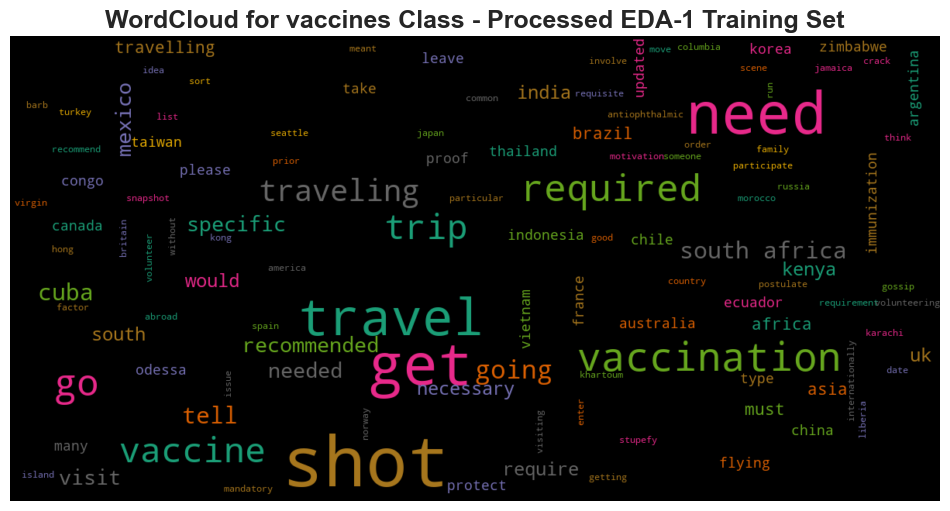 WordCloud for vaccines Class - Processed EDA-1 Training Set
travelling
meant
leave
involve
updated
move
columbia
korea
zimbabwe
scene
jamaica
crack
argentina
idea
sort
take
common
india
requisite
run
mexico
barb
turkey
list
antiophthalmic
need
think
taiwan
seattle
japan
brazil
order
recommend
prior
proof
thailand
motivation
someone
family
participate
immunization
congo
please
traveling
particular
required
russia
morocco
virgin
snapshot
canada
britain
volunteer
without
specific
kong
trip
indonesia
good
chile
south africa
hong
america
kenya
would
country
postulate
gossip
cuba
factor
abroad
travel
vietnam
france
ecuador
requirement
volunteering
south
spain
australia
africa
karachi
recommended
get
going
vaccination
uk
odessa
issue
needed
necessary
khartoum
type
internationally
date
go
asia
tell
norway
visiting
enter
must
liberia
many
vaccine
shot
stupefy
china
island
visit
mandatory
protect
require
getting
flying